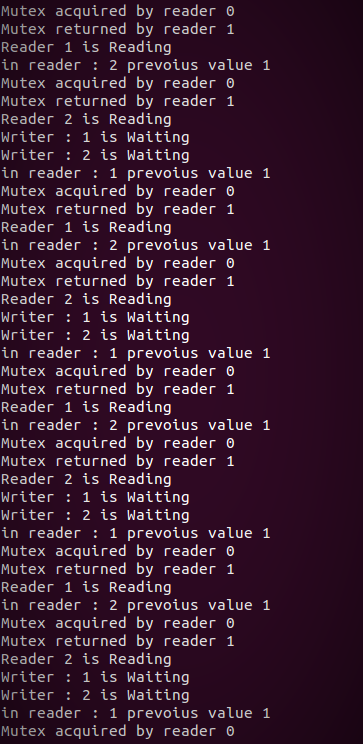 Mutex acquired by reader 0
Mutex returned by reader 1
Reader 1 is Reading
in reader : 2 prevoius value 1
Mutex acquired by reader 0
Mutex returned by reader 1
Reader 2 is Reading
Writer : 1 is Waiting
Writer : 2 is Waiting
in reader : 1 prevoius value 1
Mutex acquired by reader 0
Mutex returned by reader 1
Reader 1 is Reading
in reader : 2 prevoius value 1
Mutex acquired by reader 0
Mutex returned by reader 1
Reader 2 is Reading
Writer : 1 is Waiting
Writer : 2 is Waiting
in reader : 1 prevoius value 1
Mutex acquired by reader 0
Mutex returned by reader 1
Reader 1 is Reading
in reader : 2 prevoius value 1
Mutex acquired by reader 0
Mutex returned by reader 1
Reader 2 is Reading
Writer : 1 is Waiting
Writer : 2 is Waiting
in reader : 1 prevoius value 1
Mutex acquired by reader 0
Mutex returned by reader 1
Reader 1 is Reading
in reader : 2 prevoius value 1
Mutex acquired by reader 0
Mutex returned by reader 1
Reader 2 is Reading
Writer : 1 is Waiting
Writer : 2 is Waiting
in reader : 1 prevoius value 1
Mutex acquired by reader 0